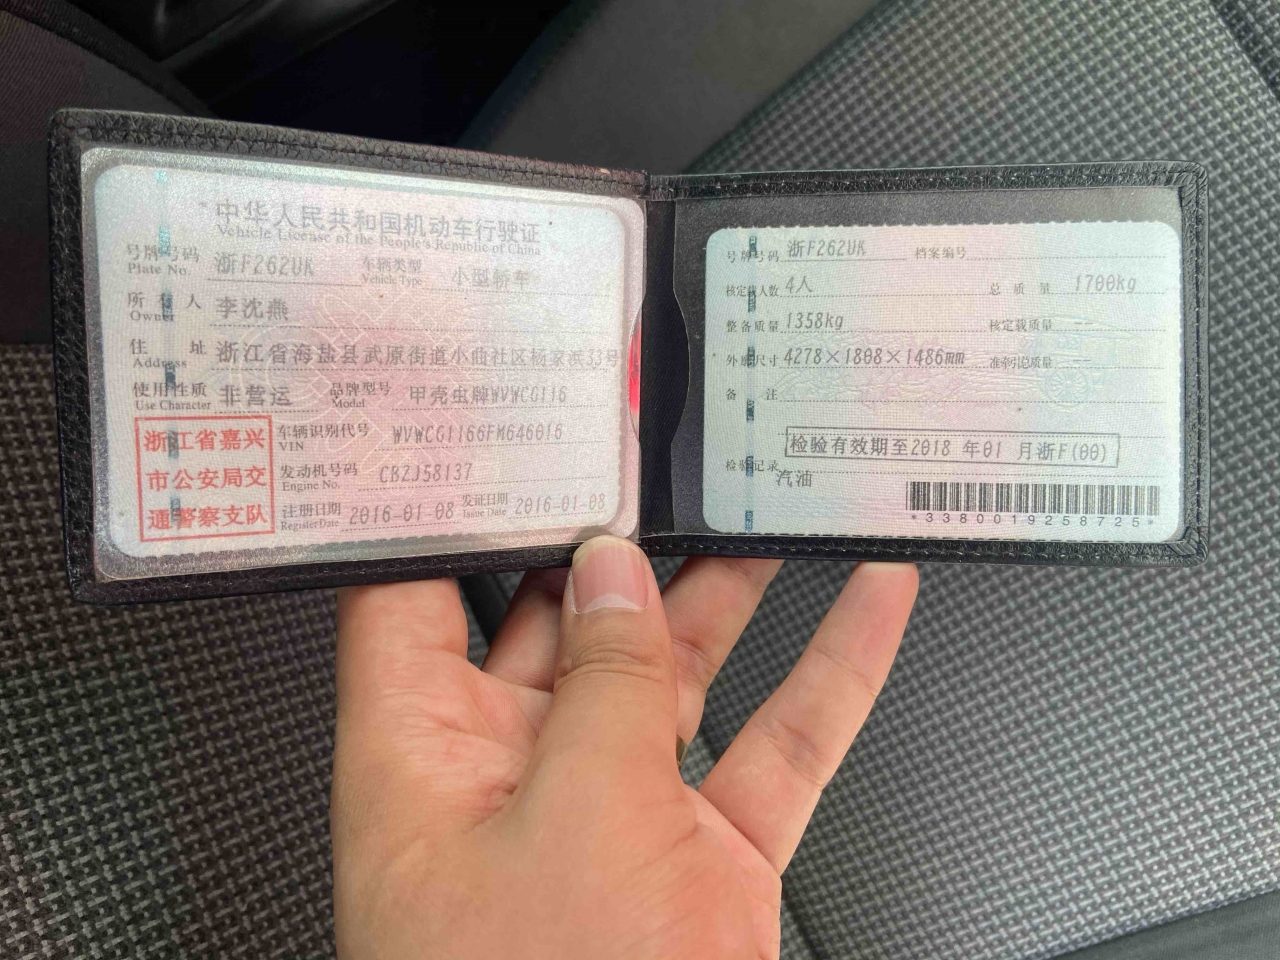 中华人民共和国机动车行驶证
Vehicle License of the People's Republic of China
号牌号码 浙F262UK 车辆类型 小型轿车
Plate No. Vehicle Type
所有人 李沈燕
Owner
住址 浙江省海盐县武原街道小曲社区杨家浜33号
Address
使用性质 非营运 品牌型号 甲壳虫牌WVWCG116
Use Character Model
浙江省嘉兴
市公安局交
通警察支队
车辆识别代号 WVWCG1166FM646016
VIN
发动机号码 CBZJ58137
Engine No.
注册日期 2016-01-08 发证日期 2016-01-08
Register Date Issue Date
号牌号码 浙F262UK 档案编号
核定载人数 4人 总质量 1700kg
整备质量 1358kg 核定载质量 --
外廓尺寸 4278×1808×1486mm 准牵引总质量 --
备注
检验有效期至2018年01月浙F(00)
检验记录
汽油
*3380019258725*